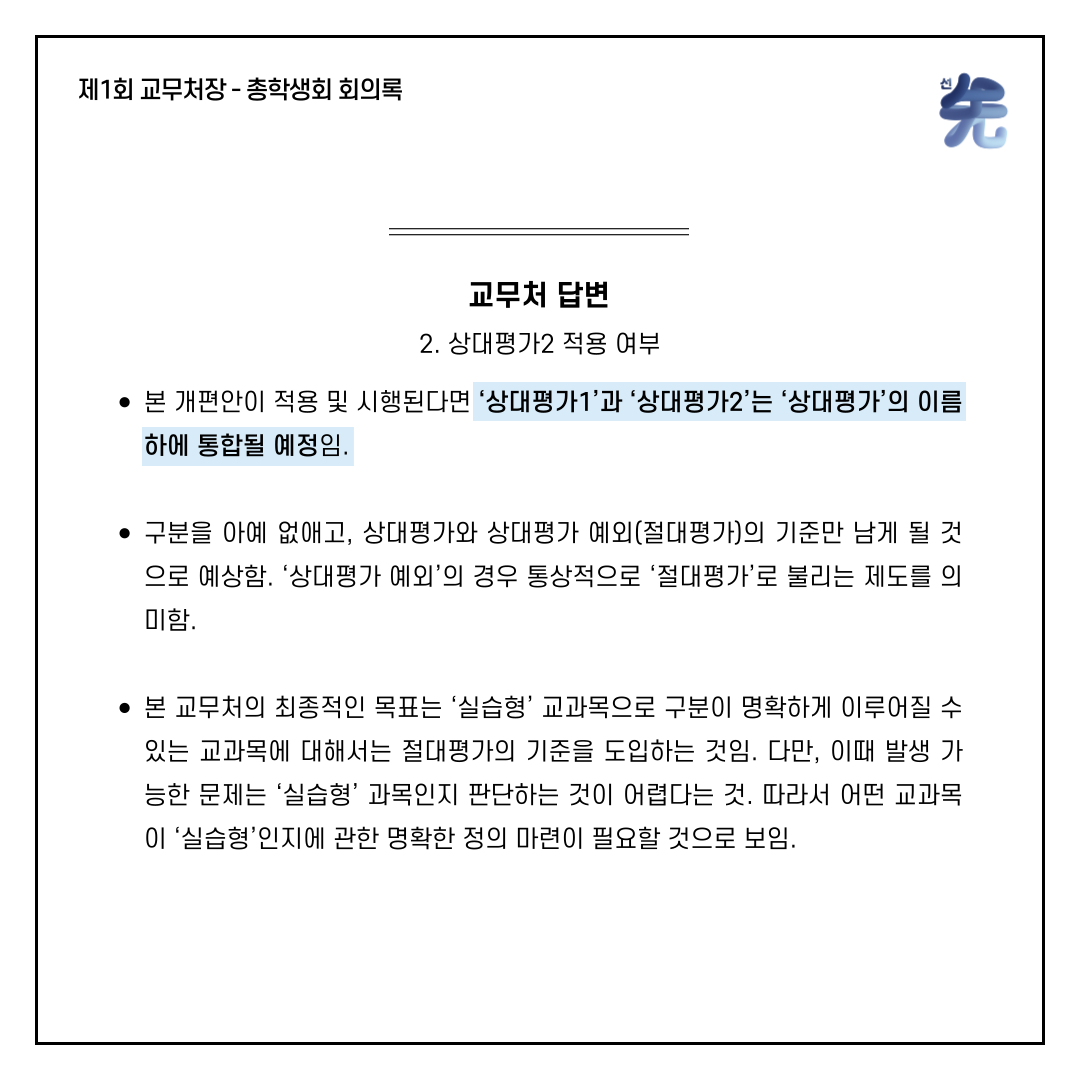 제1회 교무처장 - 총학생회 회의록
선
先
교무처 답변
2. 상대평가2 적용 여부
● 본 개편안이 적용 및 시행된다면 ‘상대평가1’과 ‘상대평가2’는 ‘상대평가’의 이름
하에 통합될 예정임.
● 구분을 아예 없애고, 상대평가와 상대평가 예외(절대평가)의 기준만 남게 될 것
으로 예상함. ‘상대평가 예외’의 경우 통상적으로 ‘절대평가’로 불리는 제도를 의
미함.
● 본 교무처의 최종적인 목표는 ‘실습형’ 교과목으로 구분이 명확하게 이루어질 수
있는 교과목에 대해서는 절대평가의 기준을 도입하는 것임. 다만, 이때 발생 가
능한 문제는 ‘실습형’ 과목인지 판단하는 것이 어렵다는 것. 따라서 어떤 교과목
이 ‘실습형’인지에 관한 명확한 정의 마련이 필요할 것으로 보임.